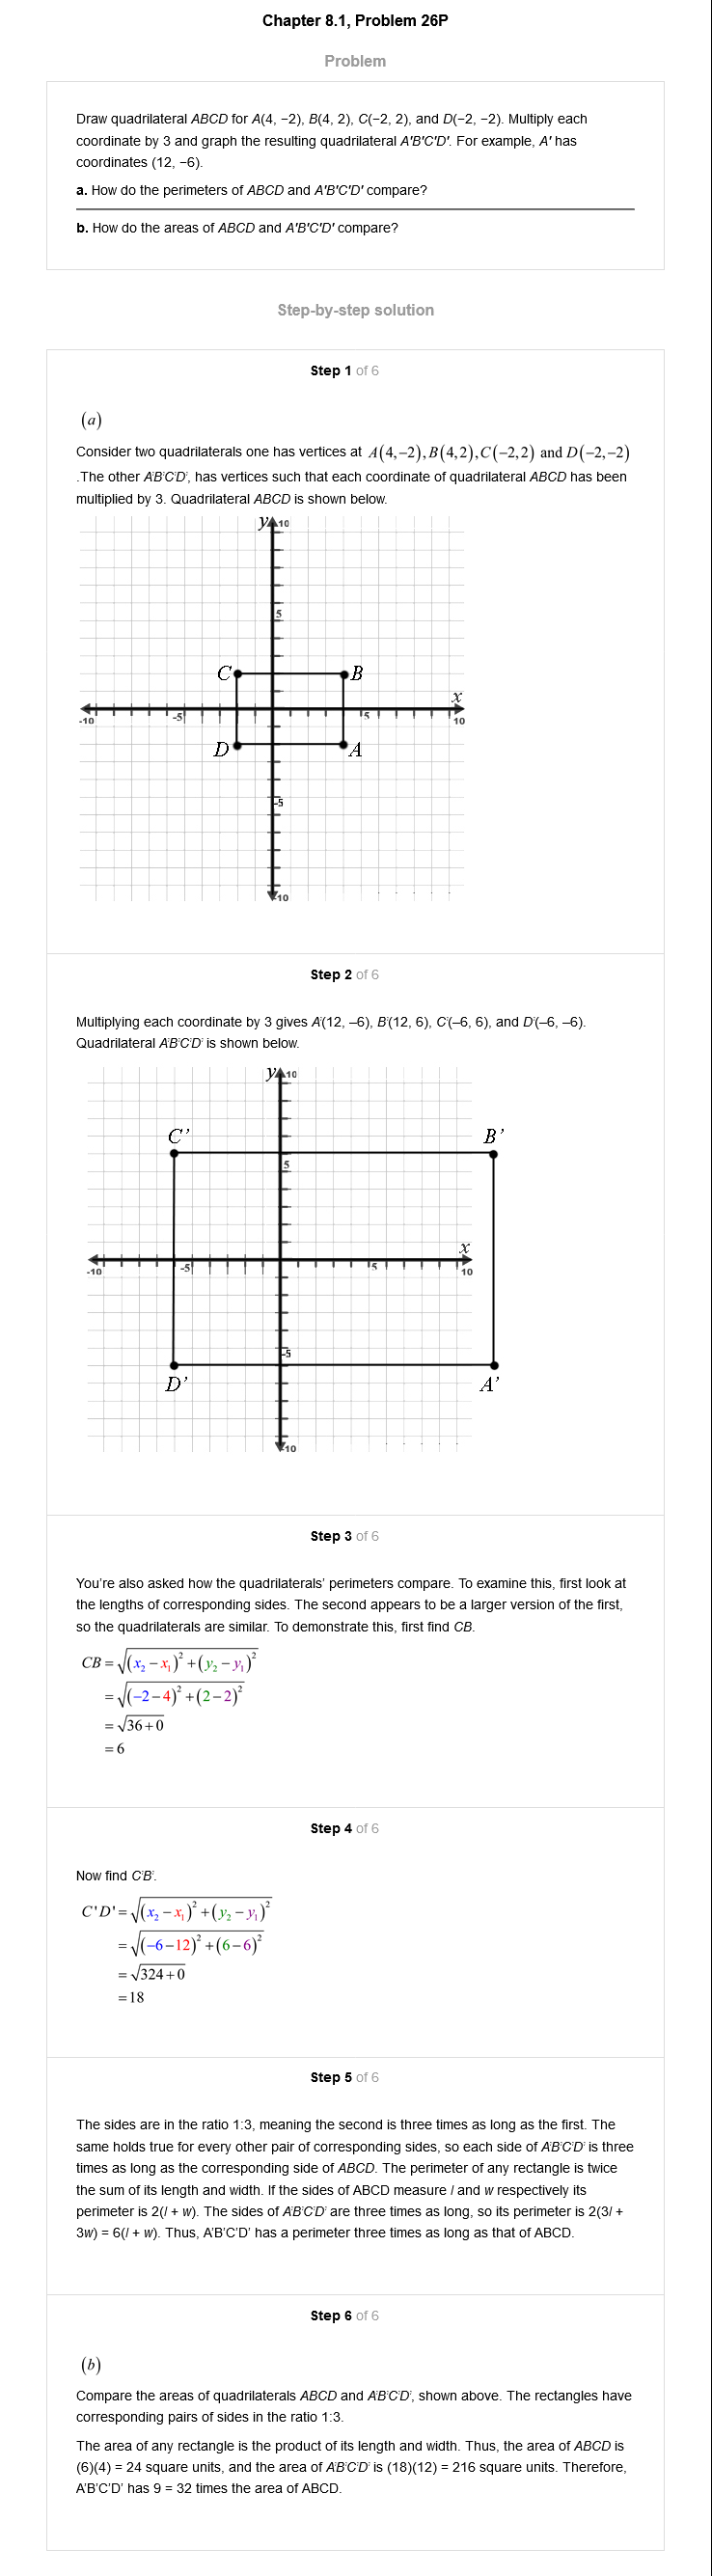 Chapter 8.1, Problem 26P
Problem
Draw quadrilateral ABCD for A(4, −2), B(4, 2), C(−2, 2), and D(−2, −2). Multiply each
coordinate by 3 and graph the resulting quadrilateral A′B′C′D′. For example, A′ has
coordinates (12, −6).
a. How do the perimeters of ABCD and A′B′C′D′ compare?
b. How do the areas of ABCD and A′B′C′D′ compare?
Step-by-step solution
Step 1 of 6
(a)
Consider two quadrilaterals one has vertices at A(4,−2), B(4,2), C(−2,2) and D(−2,−2)
.The other A'B'C'D', has vertices such that each coordinate of quadrilateral ABCD has been
multiplied by 3. Quadrilateral ABCD is shown below.
y 10
5
C B
x
-10 -5 5 10
D A
-5
-10
Step 2 of 6
Multiplying each coordinate by 3 gives A'(12, –6), B'(12, 6), C'(–6, 6), and D'(–6, –6).
Quadrilateral A'B'C'D' is shown below.
y 10
C’ B’
5
x
-10 -5 5 10
-5
D’ A’
-10
Step 3 of 6
You're also asked how the quadrilaterals' perimeters compare. To examine this, first look at
the lengths of corresponding sides. The second appears to be a larger version of the first,
so the quadrilaterals are similar. To demonstrate this, first find CB.
CB = √((x₂ − x₁)² + (y₂ − y₁)²)
= √((−2−4)² + (2−2)²)
= √(36+0)
= 6
Step 4 of 6
Now find C'B'.
C'D' = √((x₂ − x₁)² + (y₂ − y₁)²)
= √((−6−12)² + (6−6)²)
= √(324+0)
= 18
Step 5 of 6
The sides are in the ratio 1:3, meaning the second is three times as long as the first. The
same holds true for every other pair of corresponding sides, so each side of A'B'C'D' is three
times as long as the corresponding side of ABCD. The perimeter of any rectangle is twice
the sum of its length and width. If the sides of ABCD measure l and w respectively its
perimeter is 2(l + w). The sides of A'B'C'D' are three times as long, so its perimeter is 2(3l +
3w) = 6(l + w). Thus, A'B'C'D' has a perimeter three times as long as that of ABCD.
Step 6 of 6
(b)
Compare the areas of quadrilaterals ABCD and A'B'C'D', shown above. The rectangles have
corresponding pairs of sides in the ratio 1:3.
The area of any rectangle is the product of its length and width. Thus, the area of ABCD is
(6)(4) = 24 square units, and the area of A'B'C'D' is (18)(12) = 216 square units. Therefore,
A'B'C'D' has 9 = 32 times the area of ABCD.